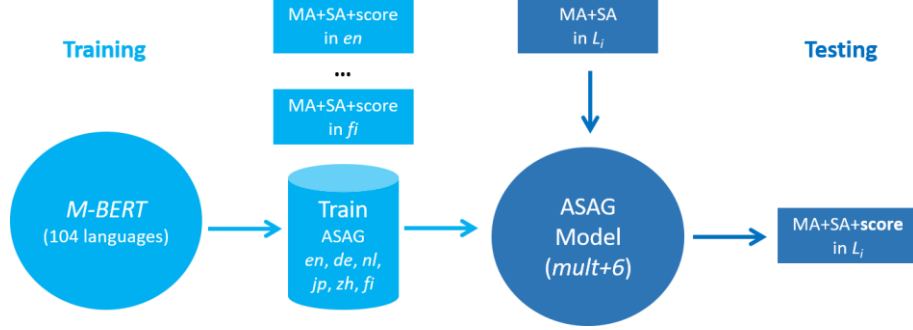 Training
MA+SA+score
in en
...
MA+SA+score
in fi
MA+SA
in Li
Testing
M-BERT
(104 languages)
Train
ASAG
en, de, nl,
jp, zh, fi
ASAG
Model
(mult+6)
MA+SA+score
in Li